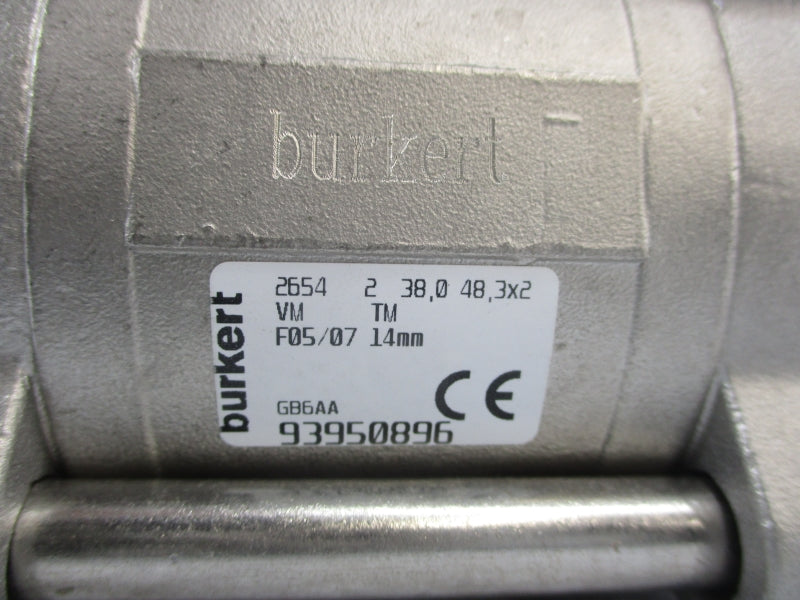 burkert
burkert
2654 2 38,0 48,3x2
VM TM
F05/07 14mm
CE
GB6AA
93950896